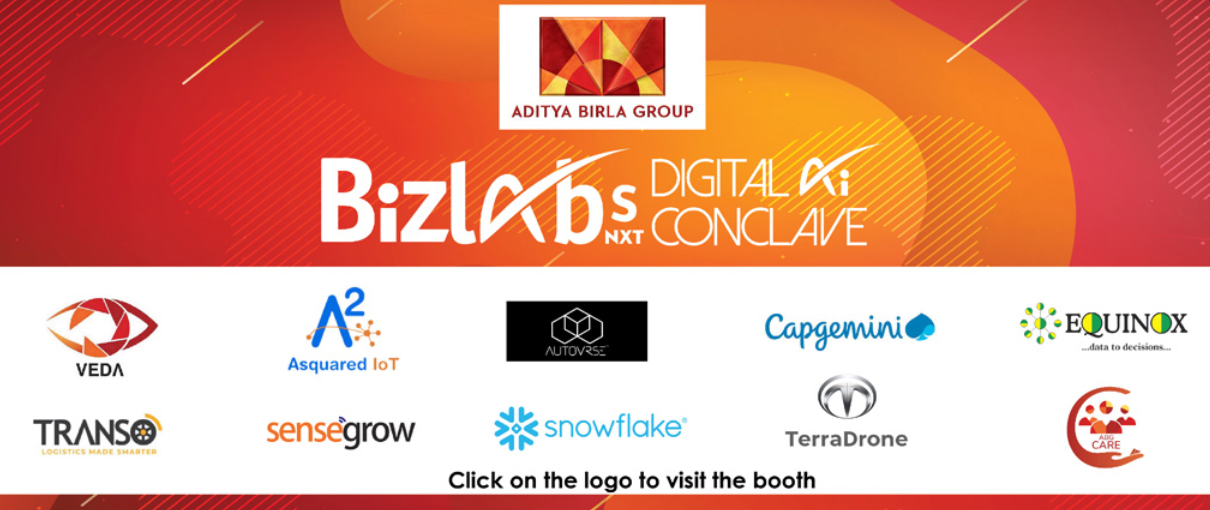 ADITYA BIRLA GROUP
Bizlabs NXT
DIGITAL Ai
CONCLAVE
VEDA
A2
Asquared IoT
AUTOVRSE
Capgemini
EQUINOX
...data to decisions...
TRANSO
LOGISTICS MADE SMARTER
sensegrow
snowflake®
TerraDrone
ABG
CARE
Click on the logo to visit the booth